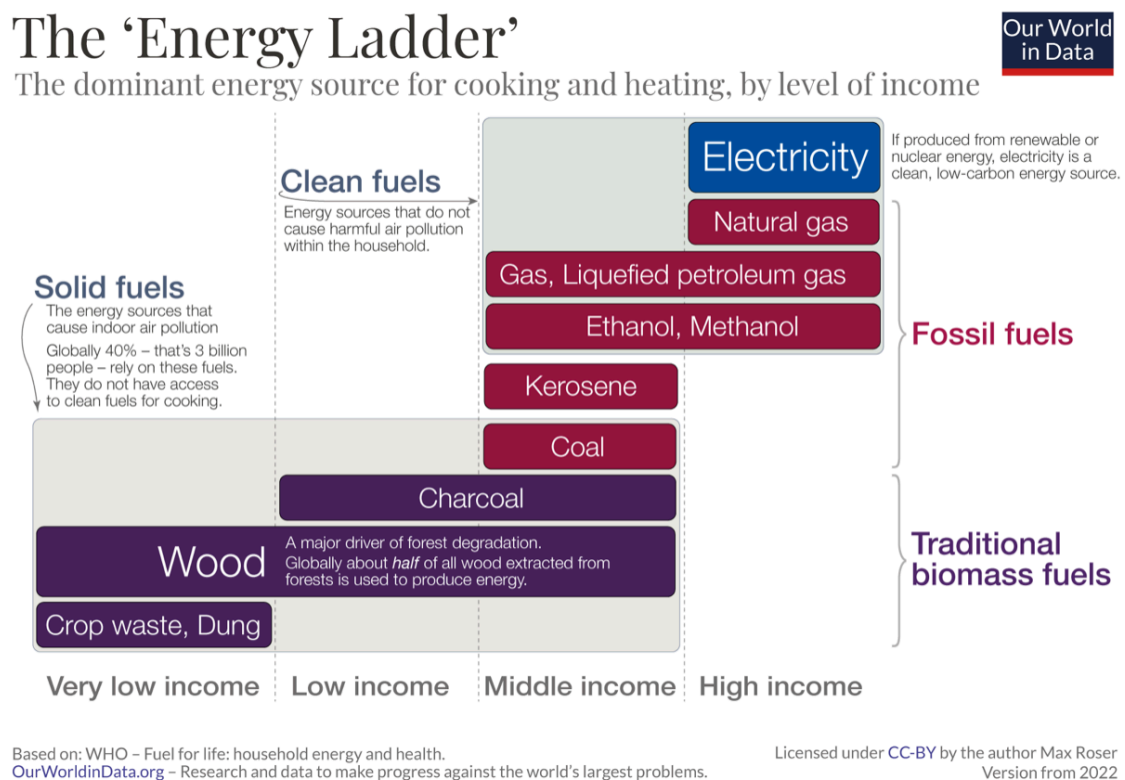 The ‘Energy Ladder’
Our World
in Data
The dominant energy source for cooking and heating, by level of income
Electricity
If produced from renewable or
nuclear energy, electricity is a
clean, low-carbon energy source.
Clean fuels
Energy sources that do not
cause harmful air pollution
within the household.
Natural gas
Gas, Liquefied petroleum gas
Ethanol, Methanol
Solid fuels
The energy sources that
cause indoor air pollution
Globally 40% – that's 3 billion
people – rely on these fuels.
They do not have access
to clean fuels for cooking.
Fossil fuels
Kerosene
Coal
Charcoal
Wood
A major driver of forest degradation.
Globally about half of all wood extracted from
forests is used to produce energy.
Traditional
biomass fuels
Crop waste, Dung
Very low income
Low income
Middle income
High income
Based on: WHO – Fuel for life: household energy and health.
OurWorldinData.org – Research and data to make progress against the world's largest problems.
Licensed under CC-BY by the author Max Roser
Version from 2022